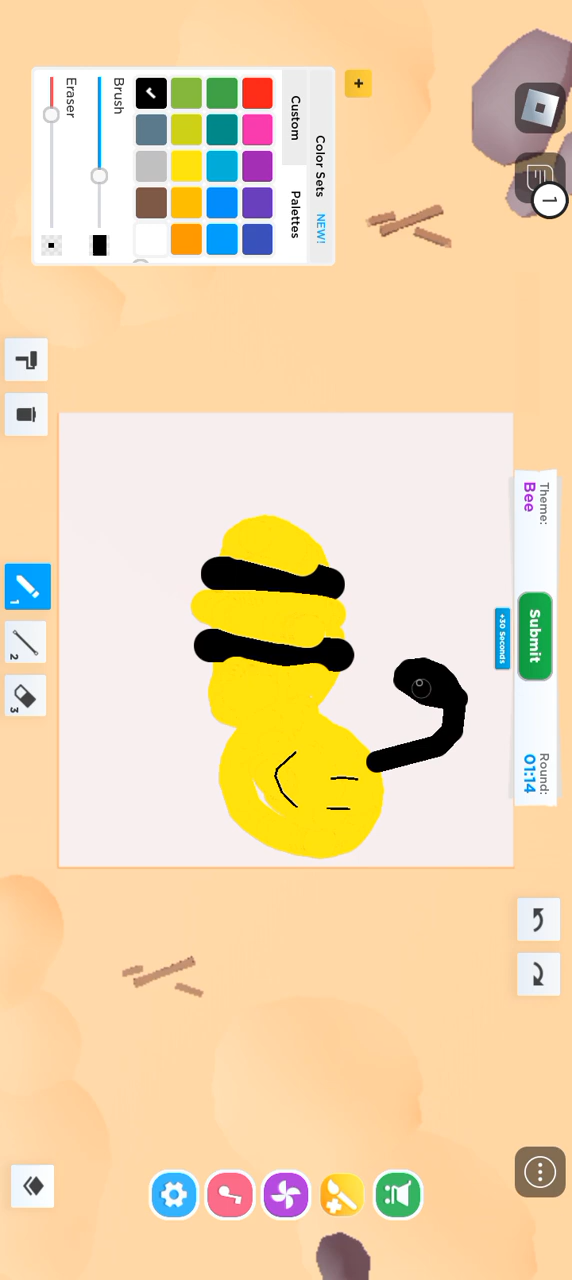 1
Color Sets NEW!
Custom
Palettes
Brush
Eraser
Theme:
Bee
Submit
+30 Seconds
Round:
01:14
1
2
3